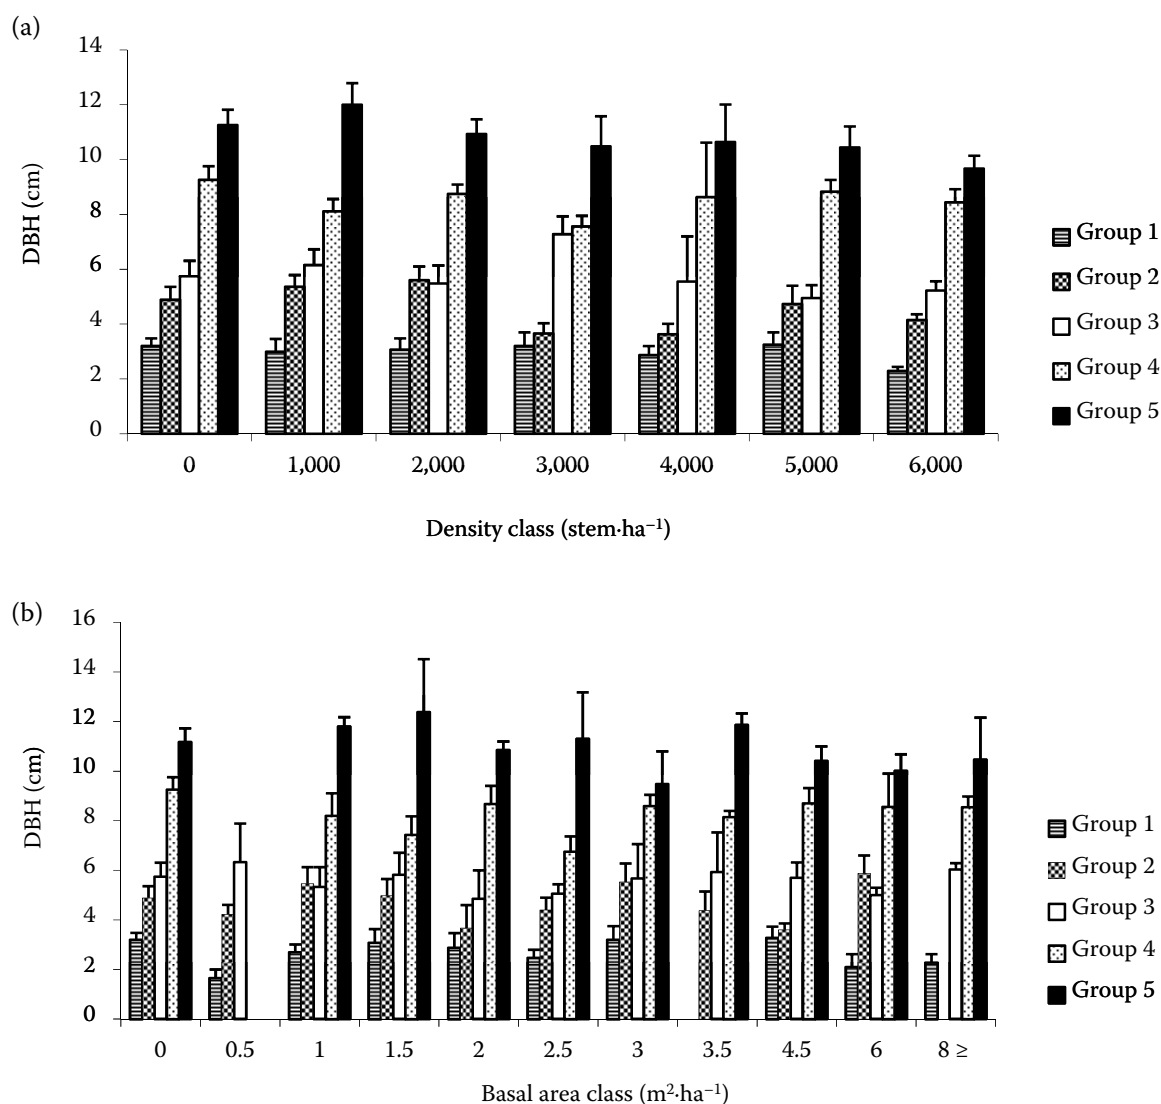 (a)
14
12
10
8
6
4
2
0
DBH (cm)
0 1,000 2,000 3,000 4,000 5,000 6,000
Density class (stem·ha⁻¹)
Group 1
Group 2
Group 3
Group 4
Group 5
(b)
16
14
12
10
8
6
4
2
0
DBH (cm)
0 0.5 1 1.5 2 2.5 3 3.5 4.5 6 8 ≥
Basal area class (m²·ha⁻¹)
Group 1
Group 2
Group 3
Group 4
Group 5